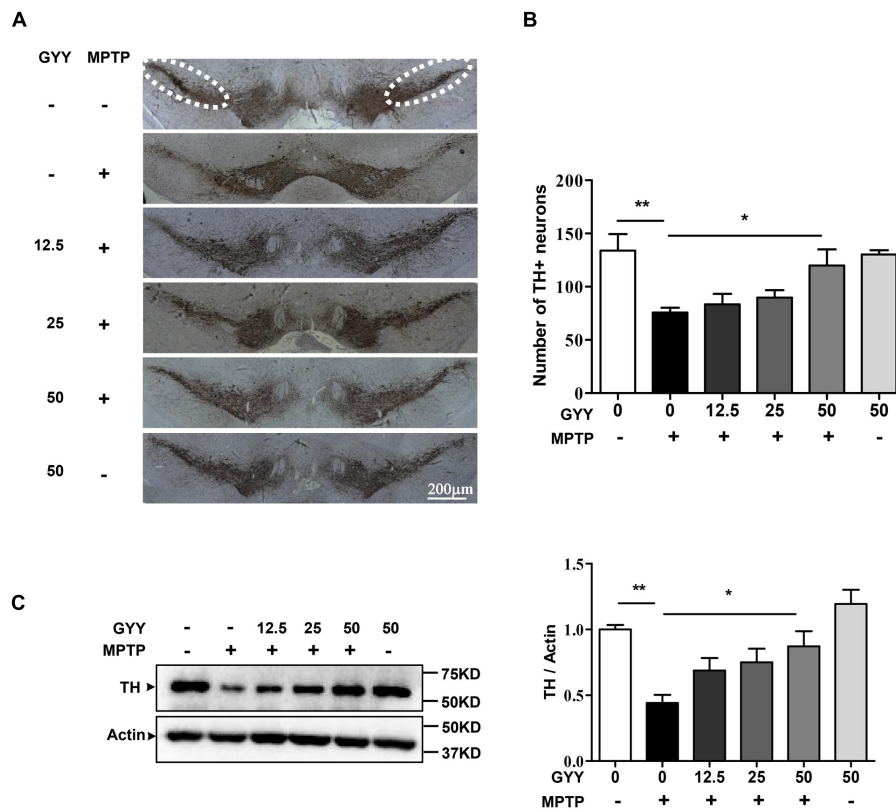 A
GYY MPTP
- -
- +
12.5 +
25 +
50 +
50 -
200μm
B
Number of TH+ neurons
200
150
100
50
0
**
*
GYY 0 0 12.5 25 50 50
MPTP - + + + + -
C
GYY - - 12.5 25 50 50
MPTP - + + + + -
TH
75KD
50KD
Actin
50KD
37KD
TH / Actin
1.5
1.0
0.5
0.0
**
*
GYY 0 0 12.5 25 50 50
MPTP - + + + + -